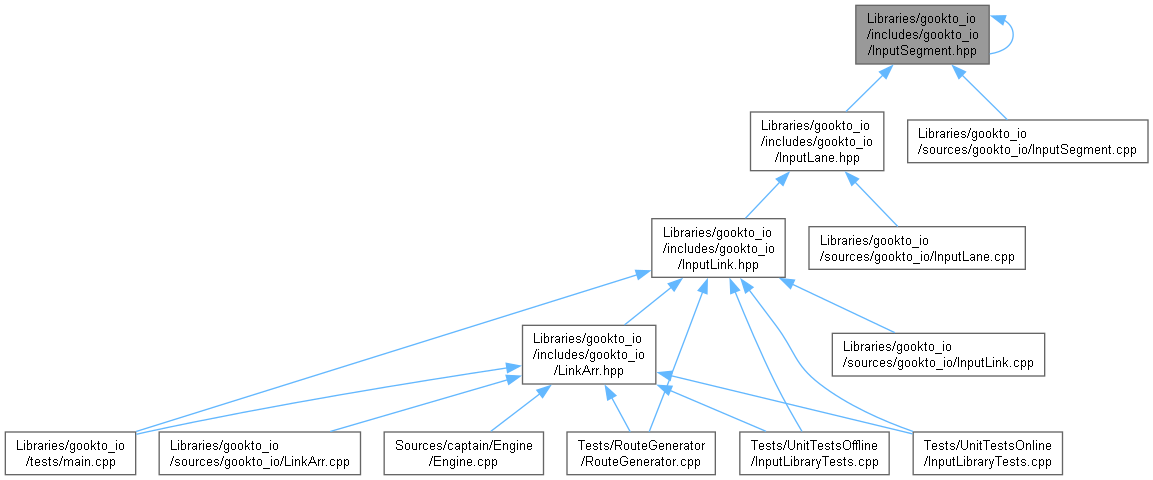 Libraries/gookto_io
/includes/gookto_io
/InputSegment.hpp
Libraries/gookto_io
/includes/gookto_io
/InputLane.hpp
Libraries/gookto_io
/sources/gookto_io/InputSegment.cpp
Libraries/gookto_io
/includes/gookto_io
/InputLink.hpp
Libraries/gookto_io
/sources/gookto_io/InputLane.cpp
Libraries/gookto_io
/includes/gookto_io
/LinkArr.hpp
Libraries/gookto_io
/sources/gookto_io/InputLink.cpp
Libraries/gookto_io
/tests/main.cpp
Libraries/gookto_io
/sources/gookto_io/LinkArr.cpp
Sources/captain/Engine
/Engine.cpp
Tests/RouteGenerator
/RouteGenerator.cpp
Tests/UnitTestsOffline
/InputLibraryTests.cpp
Tests/UnitTestsOnline
/InputLibraryTests.cpp